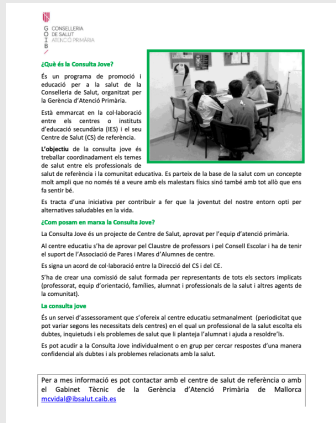 G CONSELLERIA
O DE SALUT
I ATENCIÓ PRIMÀRIA
B
/
¿Què és la Consulta Jove?
És un programa de promoció i
educació per a la salut de la
Conselleria de Salut, organitzat per
la Gerència d'Atenció Primària.
Està emmarcat en la col·laboració
entre els centres o instituts
d'educació secundària (IES) i el seu
Centre de Salut (CS) de referència.
L'objectiu de la consulta jove és
treballar coordinadament els temes
de salut entre els professionals de
salut de referència i la comunitat educativa. Es parteix de la base de la salut com un concepte
molt ampli que no només té a veure amb els malestars físics sinó també amb tot allò que ens
fa sentir bé.
Es tracta d'una iniciativa per contribuir a fer que la joventut del nostre entorn opti per
alternatives saludables en la vida.
¿Com posam en marxa la Consulta Jove?
La Consulta Jove és un projecte de Centre de Salut, aprovat per l'equip d'atenció primària.
Al centre educatiu s'ha de aprovar pel Claustre de professors i pel Consell Escolar i ha de tenir
el suport de l'Associació de Pares i Mares d'Alumnes de centre.
Es signa un acord de col·laboració entre la Direcció del CS i del CE.
S'ha de crear una comissió de salut formada per representants de tots els sectors implicats
(professorat, equip d'orientació, famílies, alumnat i professionals de la salut i altres agents de
la comunitat).
La consulta jove
És un servei d'assessorament que s'ofereix al centre educatiu setmanalment (periodicitat que
pot variar segons les necessitats dels centres) en el qual un professional de la salut escolta els
dubtes, inquietuds i els problemes de salut que li planteja l'alumnat i ajuda a resoldre'ls.
Es pot acudir a la Consulta Jove individualment o en grup per cercar respostes d'una manera
confidencial als dubtes i als problemes relacionats amb la salut.
Per a mes informació es pot contactar amb el centre de salut de referència o amb
el Gabinet Tècnic de la Gerència d'Atenció Primària de Mallorca
mcvidal@ibsalut.caib.es